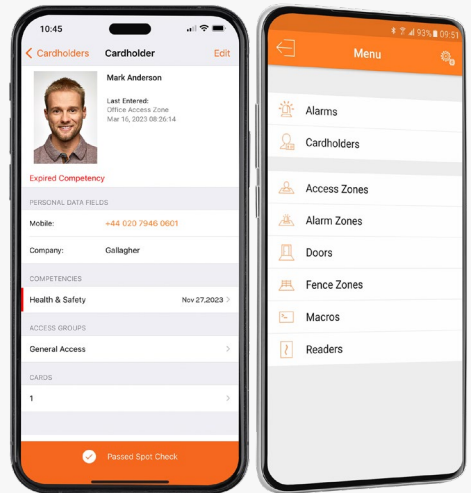 10:45
Cardholders
Cardholder
Edit
Mark Anderson
Last Entered:
Office Access Zone
Mar 16, 2023 08:26:14
Expired Competency
PERSONAL DATA FIELDS
Mobile: +44 020 7946 0601
Company: Gallagher
COMPETENCIES
Health & Safety Nov 27,2023
ACCESS GROUPS
General Access
CARDS
1
Passed Spot Check
93% 09:51
Menu
Alarms
Cardholders
Access Zones
Alarm Zones
Doors
Fence Zones
Macros
Readers